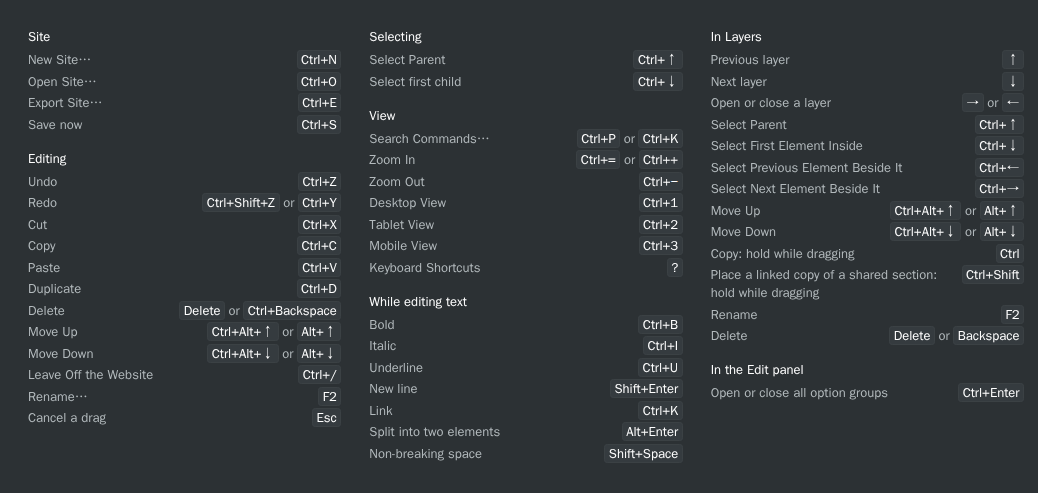 Site
New Site⋯ Ctrl+N
Open Site⋯ Ctrl+O
Export Site⋯ Ctrl+E
Save now Ctrl+S
Editing
Undo Ctrl+Z
Redo Ctrl+Shift+Z or Ctrl+Y
Cut Ctrl+X
Copy Ctrl+C
Paste Ctrl+V
Duplicate Ctrl+D
Delete Delete or Ctrl+Backspace
Move Up Ctrl+Alt+↑ or Alt+↑
Move Down Ctrl+Alt+↓ or Alt+↓
Leave Off the Website Ctrl+/
Rename⋯ F2
Cancel a drag Esc
Selecting
Select Parent Ctrl+↑
Select first child Ctrl+↓
View
Search Commands⋯ Ctrl+P or Ctrl+K
Zoom In Ctrl+= or Ctrl++
Zoom Out Ctrl+−
Desktop View Ctrl+1
Tablet View Ctrl+2
Mobile View Ctrl+3
Keyboard Shortcuts ?
While editing text
Bold Ctrl+B
Italic Ctrl+I
Underline Ctrl+U
New line Shift+Enter
Link Ctrl+K
Split into two elements Alt+Enter
Non-breaking space Shift+Space
In Layers
Previous layer ↑
Next layer ↓
Open or close a layer → or ←
Select Parent Ctrl+↑
Select First Element Inside Ctrl+↓
Select Previous Element Beside It Ctrl+←
Select Next Element Beside It Ctrl+→
Move Up Ctrl+Alt+↑ or Alt+↑
Move Down Ctrl+Alt+↓ or Alt+↓
Copy: hold while dragging Ctrl
Place a linked copy of a shared section: Ctrl+Shift
hold while dragging
Rename F2
Delete Delete or Backspace
In the Edit panel
Open or close all option groups Ctrl+Enter